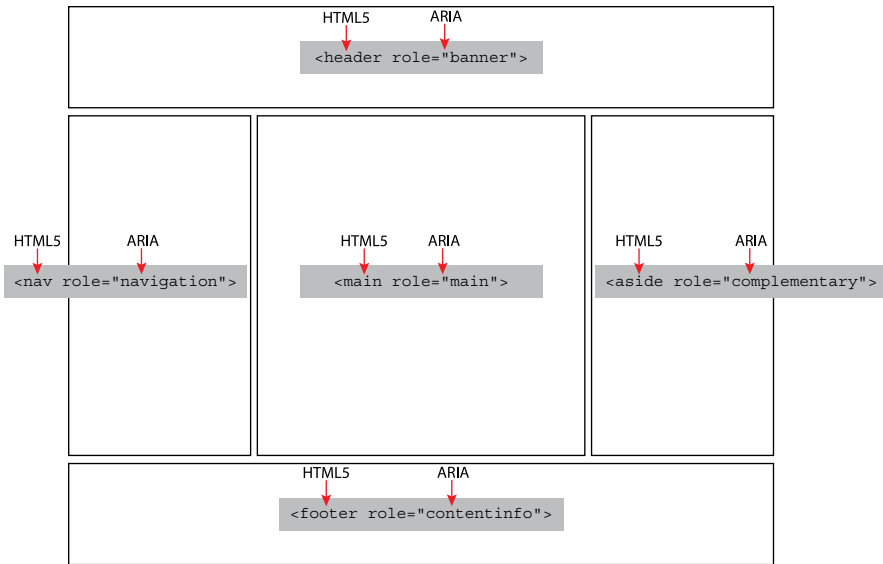 HTML5 ARIA
<header role="banner">
HTML5 ARIA
<nav role="navigation">
HTML5 ARIA
<main role="main">
HTML5 ARIA
<aside role="complementary">
HTML5 ARIA
<footer role="contentinfo">